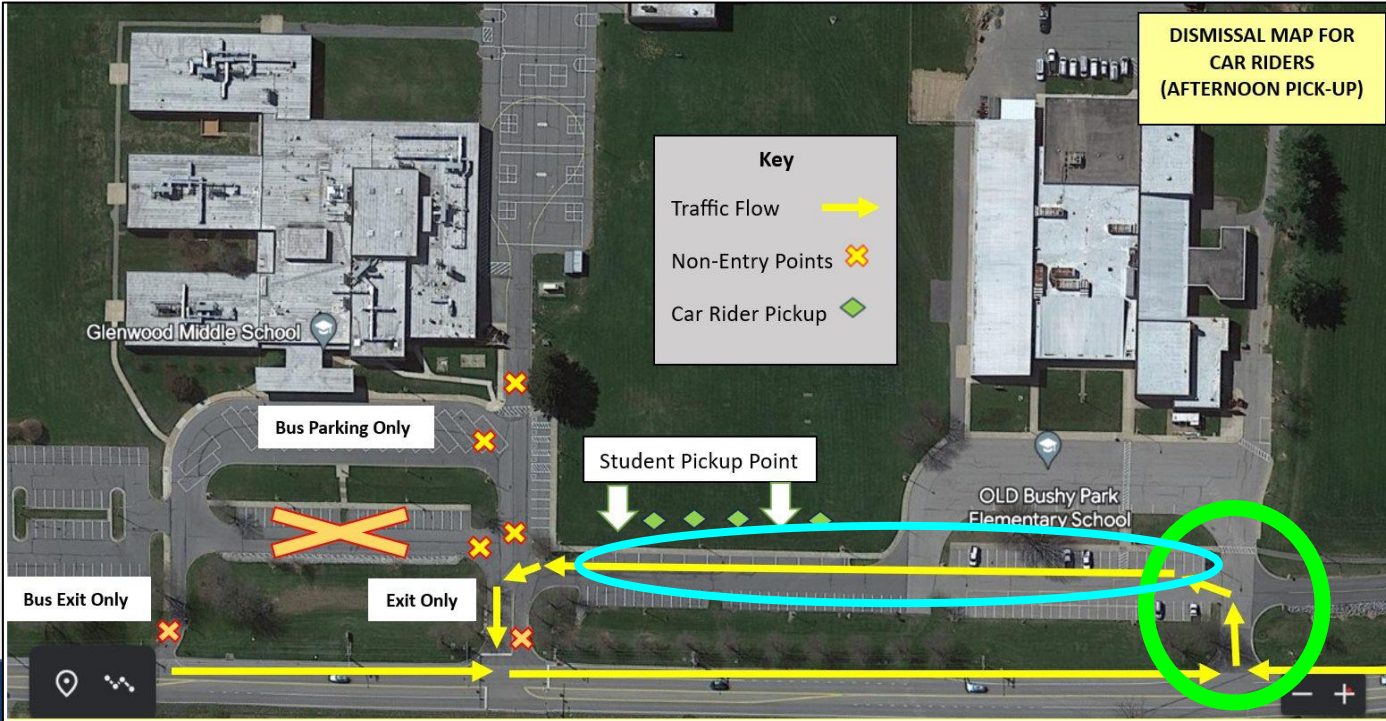 DISMISSAL MAP FOR
CAR RIDERS
(AFTERNOON PICK-UP)
Key
Traffic Flow
Non-Entry Points
Car Rider Pickup
Glenwood Middle School
Bus Parking Only
Student Pickup Point
OLD Bushy Park
Elementary School
Bus Exit Only
Exit Only